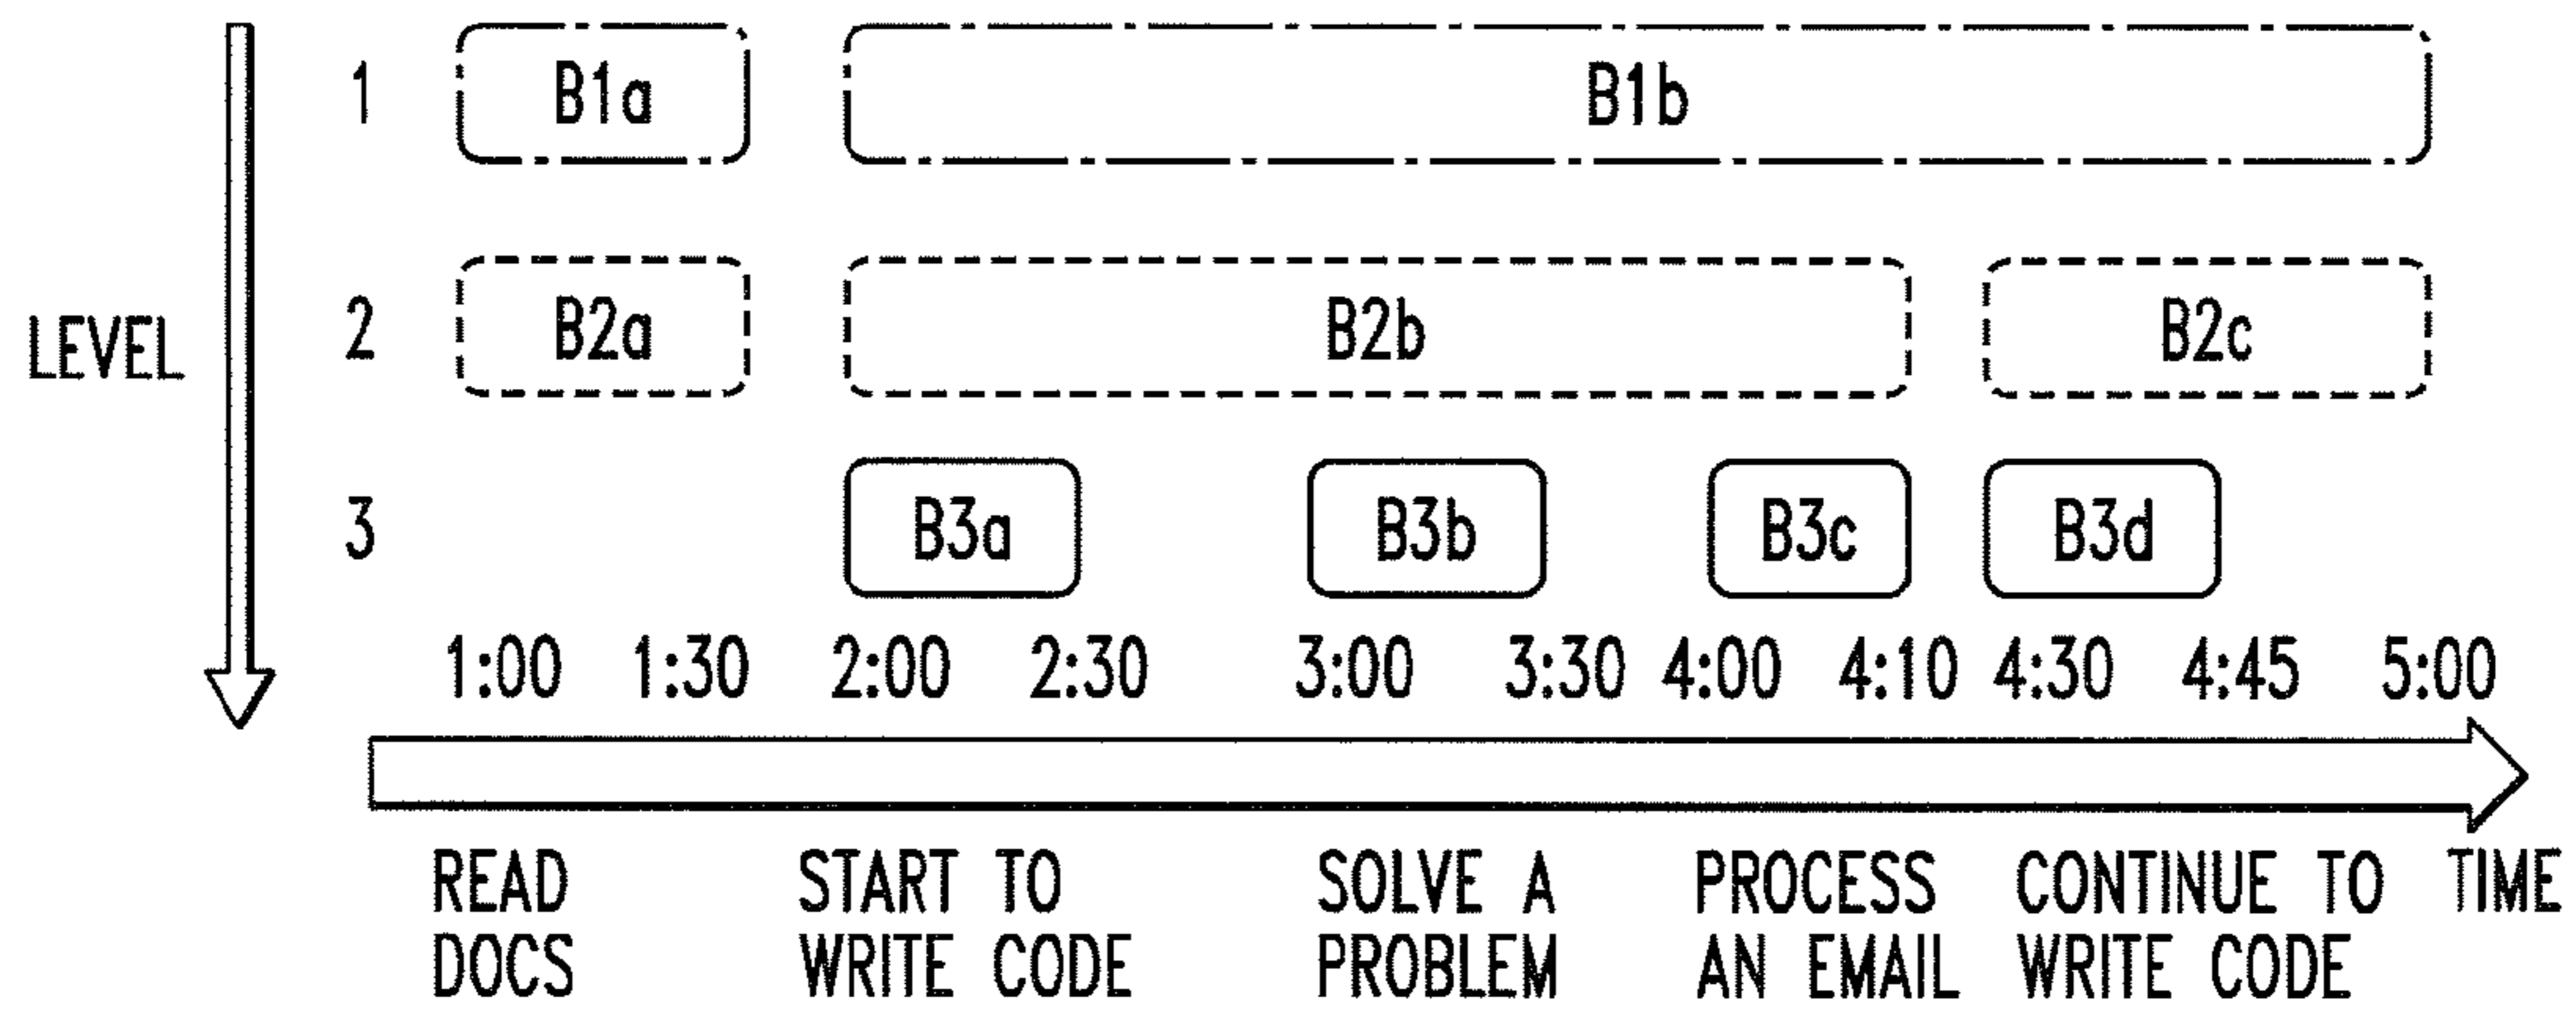 1 B1a B1b
LEVEL 2 B2a B2b B2c
3 B3a B3b B3c B3d
1:00 1:30 2:00 2:30 3:00 3:30 4:00 4:10 4:30 4:45 5:00
READ START TO SOLVE A PROCESS CONTINUE TO TIME
DOCS WRITE CODE PROBLEM AN EMAIL WRITE CODE